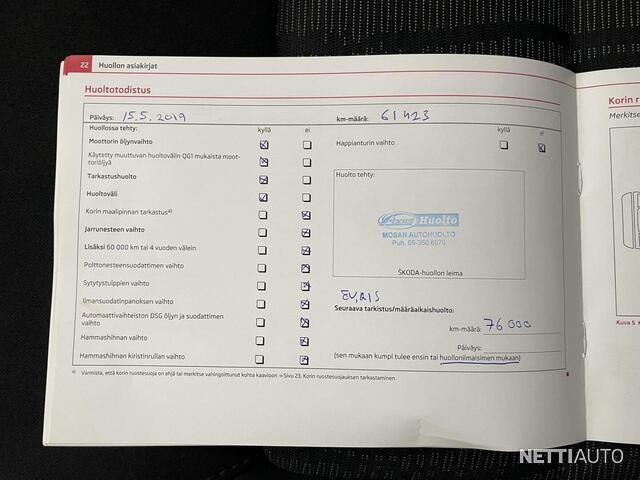 22 Huollon asiakirjat
Huoltotodistus
Päiväys: 15.5.2019 km-määrä: 61423
Huollossa tehty: kyllä ei kyllä ei
Moottorin öljynvaihto
Happianturin vaihto
Käytetty muuttuvan huoltovälin QG1 mukaista moot-
toriöljyä
Tarkastushuolto
Huoltoväli
Korin maalipinnan tarkastus a)
Jarrunesteen vaihto
Lisäksi 60 000 km tai 4 vuoden välein
Polttonesteensuodattimen vaihto
Sytytystulppien vaihto
Ilmansuodatinpanoksen vaihto
Automaattivaihteiston DSG öljyn ja suodattimen
vaihto
Hammashihnan vaihto
Hammashihnan kiristinrullan vaihto
Huolto tehty:
Huolto
MOSAN AUTOHUOLTO
Puh. 09-350 6070
ŠKODA-huollon leima
Seuraava tarkistus/määräaikaishuolto:
km-määrä: 76000
Päiväys:
(sen mukaan kumpi tulee ensin tai huollonilmaisimen mukaan)
a) Varmista, että korin ruostesuoja on ehjä tai merkitse vahingoittunut kohta kaavioon ⇒ Sivu 23, Korin ruostesuojauksen tarkastaminen.
Korin r
Merkitse
Kuva 5
NETTIAUTO